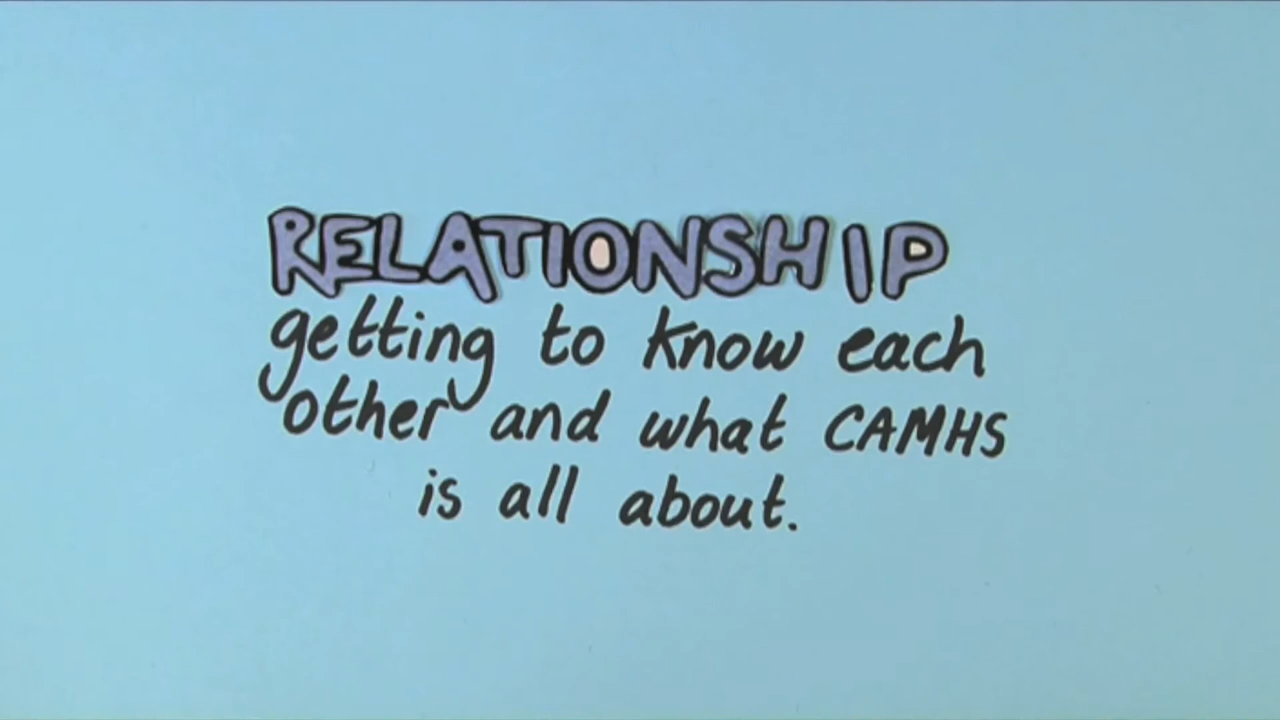 RELATIONSHIP
getting to know each
other and what CAMHS
is all about.